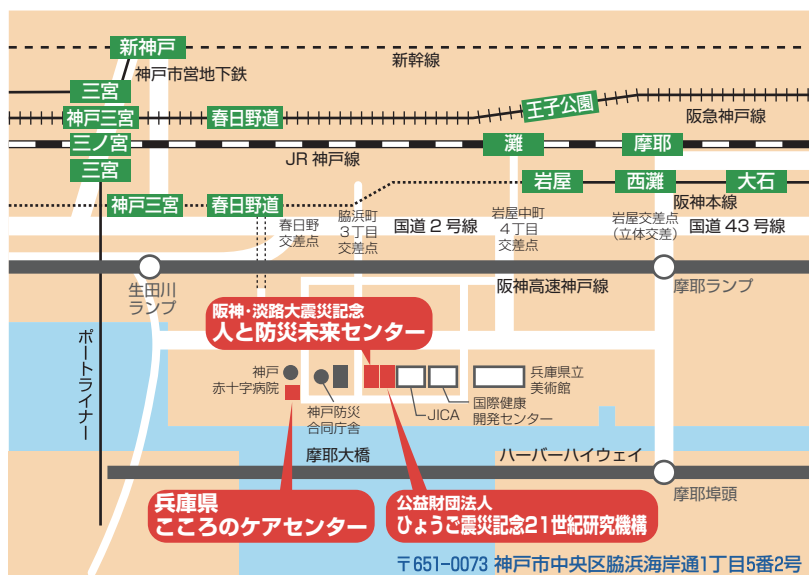 新神戸
新幹線
神戸市営地下鉄
三宮
神戸三宮
春日野道
王子公園
阪急神戸線
三ノ宮
灘
摩耶
JR 神戸線
三宮
岩屋
西灘
大石
阪神本線
神戸三宮
春日野道
春日野
交差点
脇浜町
3丁目
交差点
国道 2 号線
岩屋中町
4丁目
交差点
岩屋交差点
(立体交差)
国道 43 号線
生田川
ランプ
阪神高速神戸線
摩耶ランプ
阪神・淡路大震災記念
人と防災未来センター
ポートライナー
神戸
赤十字病院
神戸防災
合同庁舎
JICA
国際健康
開発センター
兵庫県立
美術館
摩耶大橋
ハーバーハイウェイ
摩耶埠頭
兵庫県
こころのケアセンター
公益財団法人
ひょうご震災記念21世紀研究機構
〒651-0073 神戸市中央区脇浜海岸通1丁目5番2号